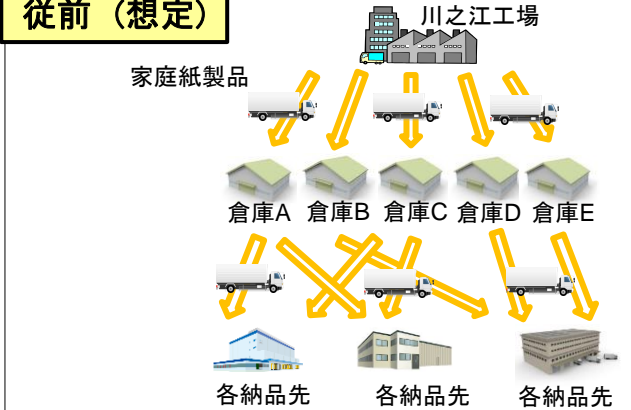 従前（想定）
川之江工場
家庭紙製品
倉庫A 倉庫B 倉庫C 倉庫D 倉庫E
各納品先 各納品先 各納品先